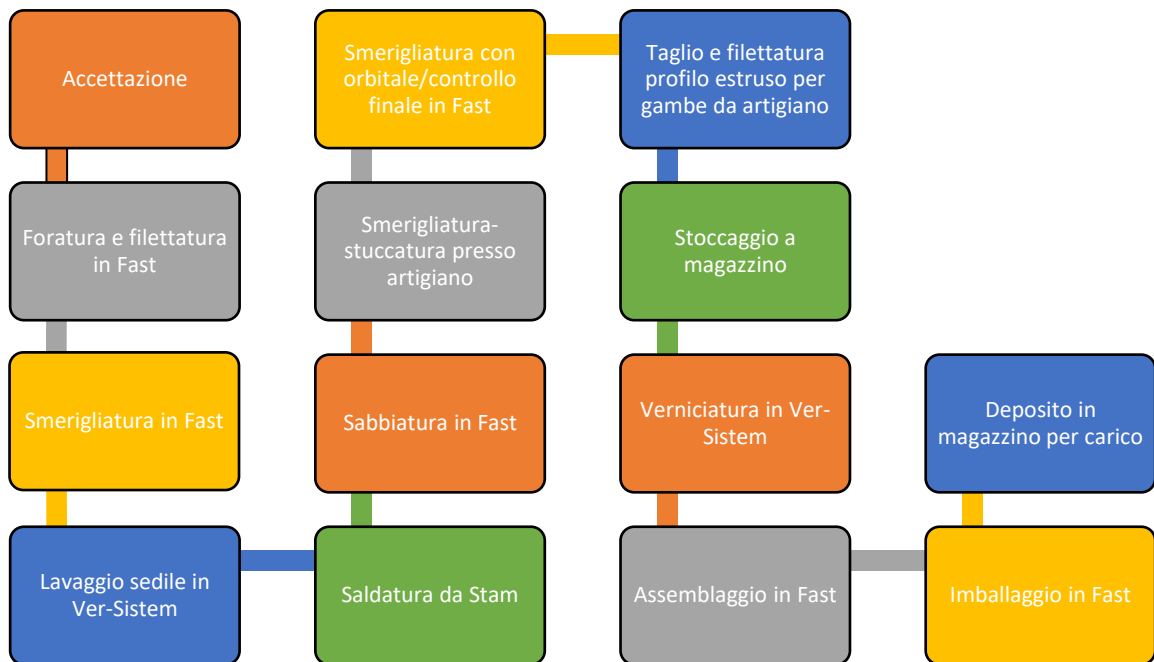 Accettazione
Foratura e filettatura
in Fast
Smerigliatura in Fast
Lavaggio sedile in
Ver-Sistem
Saldatura da Stam
Sabbiatura in Fast
Smerigliatura-
stuccatura presso
artigiano
Smerigliatura con
orbitale/controllo
finale in Fast
Taglio e filettatura
profilo estruso per
gambe da artigiano
Stoccaggio a
magazzino
Verniciatura in Ver-
Sistem
Assemblaggio in Fast
Imballaggio in Fast
Deposito in
magazzino per carico